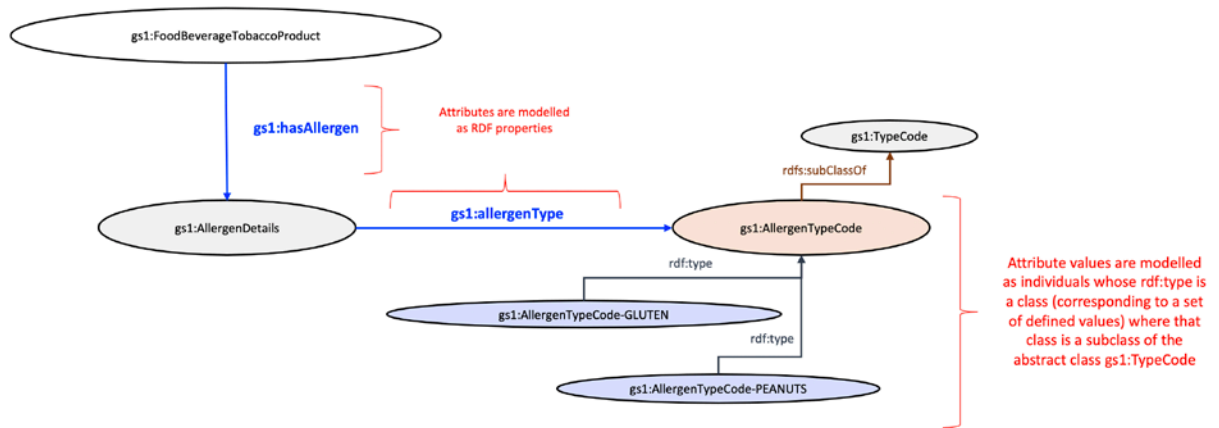 gs1:FoodBeverageTobaccoProduct
gs1:hasAllergen
Attributes are modelled
as RDF properties
gs1:TypeCode
rdfs:subClassOf
gs1:AllergenDetails
gs1:allergenType
gs1:AllergenTypeCode
rdf:type
gs1:AllergenTypeCode-GLUTEN
rdf:type
gs1:AllergenTypeCode-PEANUTS
Attribute values are modelled
as individuals whose rdf:type is
a class (corresponding to a set
of defined values) where that
class is a subclass of the
abstract class gs1:TypeCode